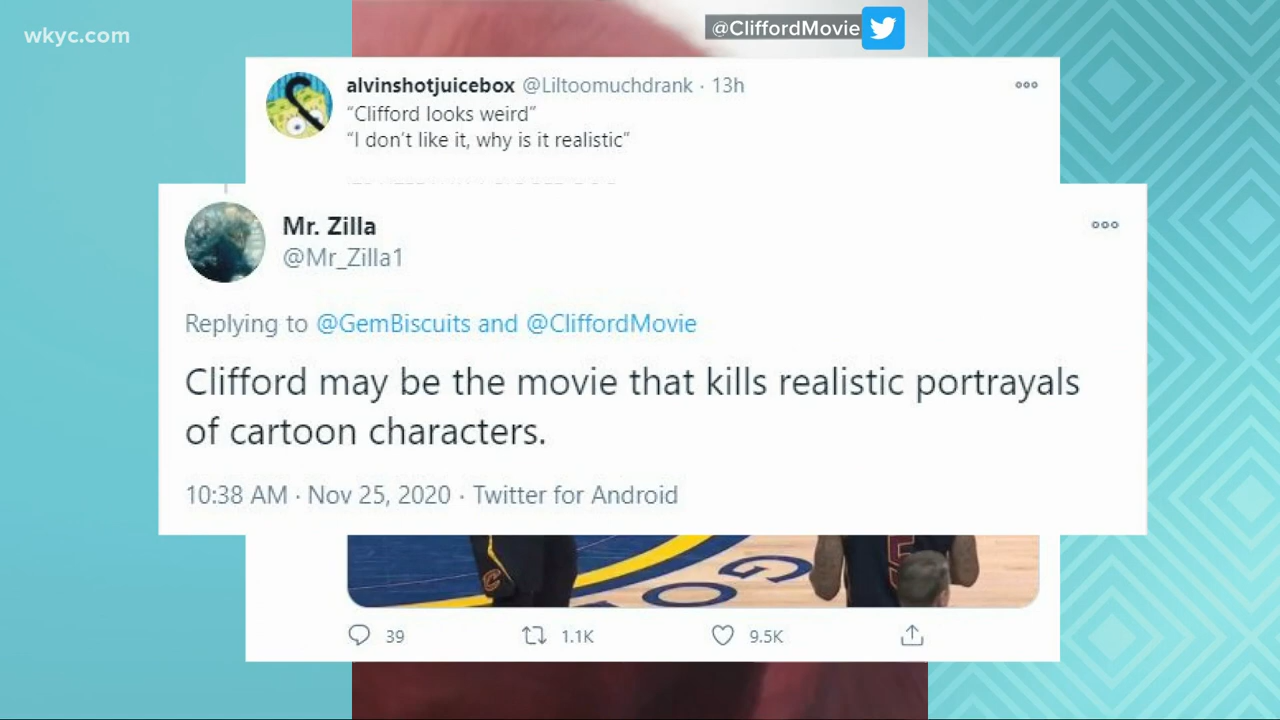 wkyc.com
@CliffordMovie
alvinshotjuicebox @Liltoomuchdrank · 13h
“Clifford looks weird”
“I don’t like it, why is it realistic”
Mr. Zilla
@Mr_Zilla1
Replying to @GemBiscuits and @CliffordMovie
Clifford may be the movie that kills realistic portrayals
of cartoon characters.
10:38 AM · Nov 25, 2020 · Twitter for Android
5
GO
39 1.1K 9.5K